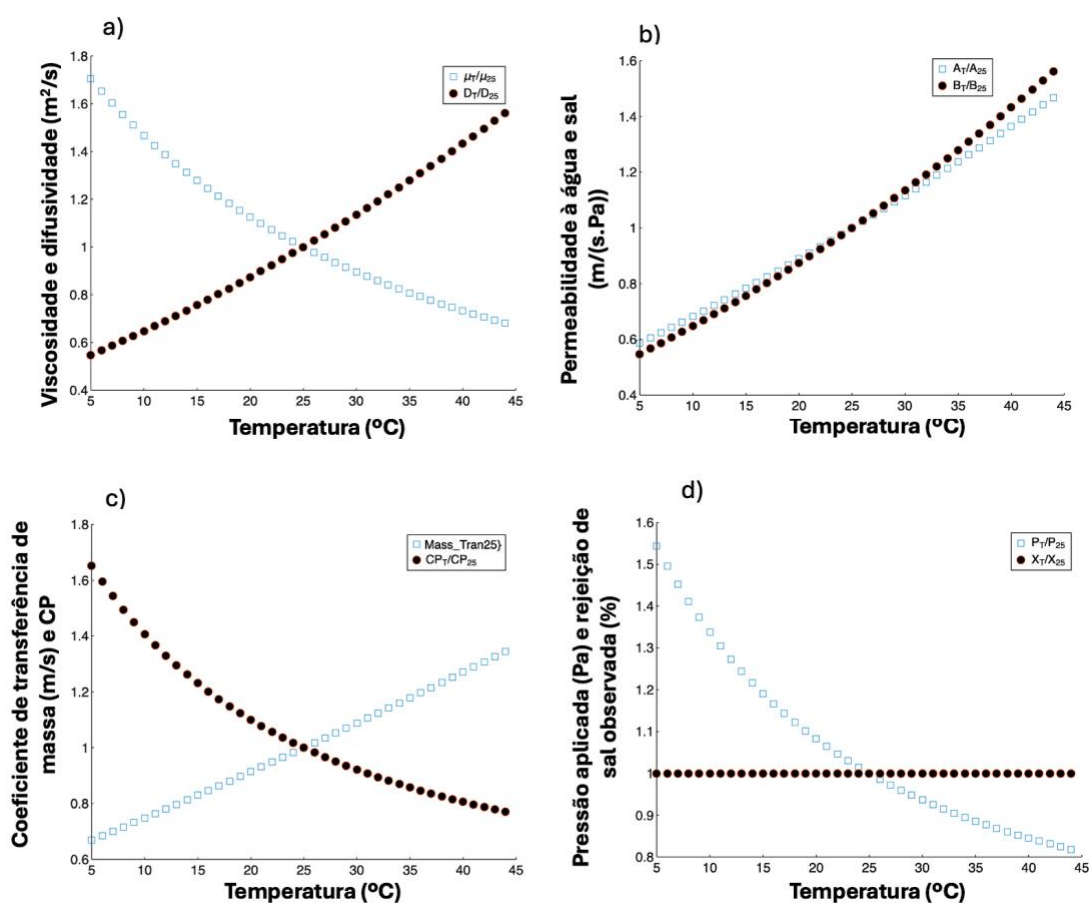 a)
Viscosidade e difusividade (m²/s)
1.8
1.6
1.4
1.2
1
0.8
0.6
0.4
μT/μ25
DT/D25
5 10 15 20 25 30 35 40 45
Temperatura (ºC)
b)
Permeabilidade à água e sal
(m/(s.Pa))
1.8
1.6
1.4
1.2
1
0.8
0.6
0.4
AT/A25
BT/B25
5 10 15 20 25 30 35 40 45
Temperatura (ºC)
c)
Coeficiente de transferência de
massa (m/s) e CP
1.8
1.6
1.4
1.2
1
0.8
0.6
Mass_Tran25}
CPT/CP25
5 10 15 20 25 30 35 40 45
Temperatura (ºC)
d)
Pressão aplicada (Pa) e rejeição de
sal observada (%)
1.6
1.5
1.4
1.3
1.2
1.1
1
0.9
0.8
PT/P25
XT/X25
5 10 15 20 25 30 35 40 45
Temperatura (ºC)